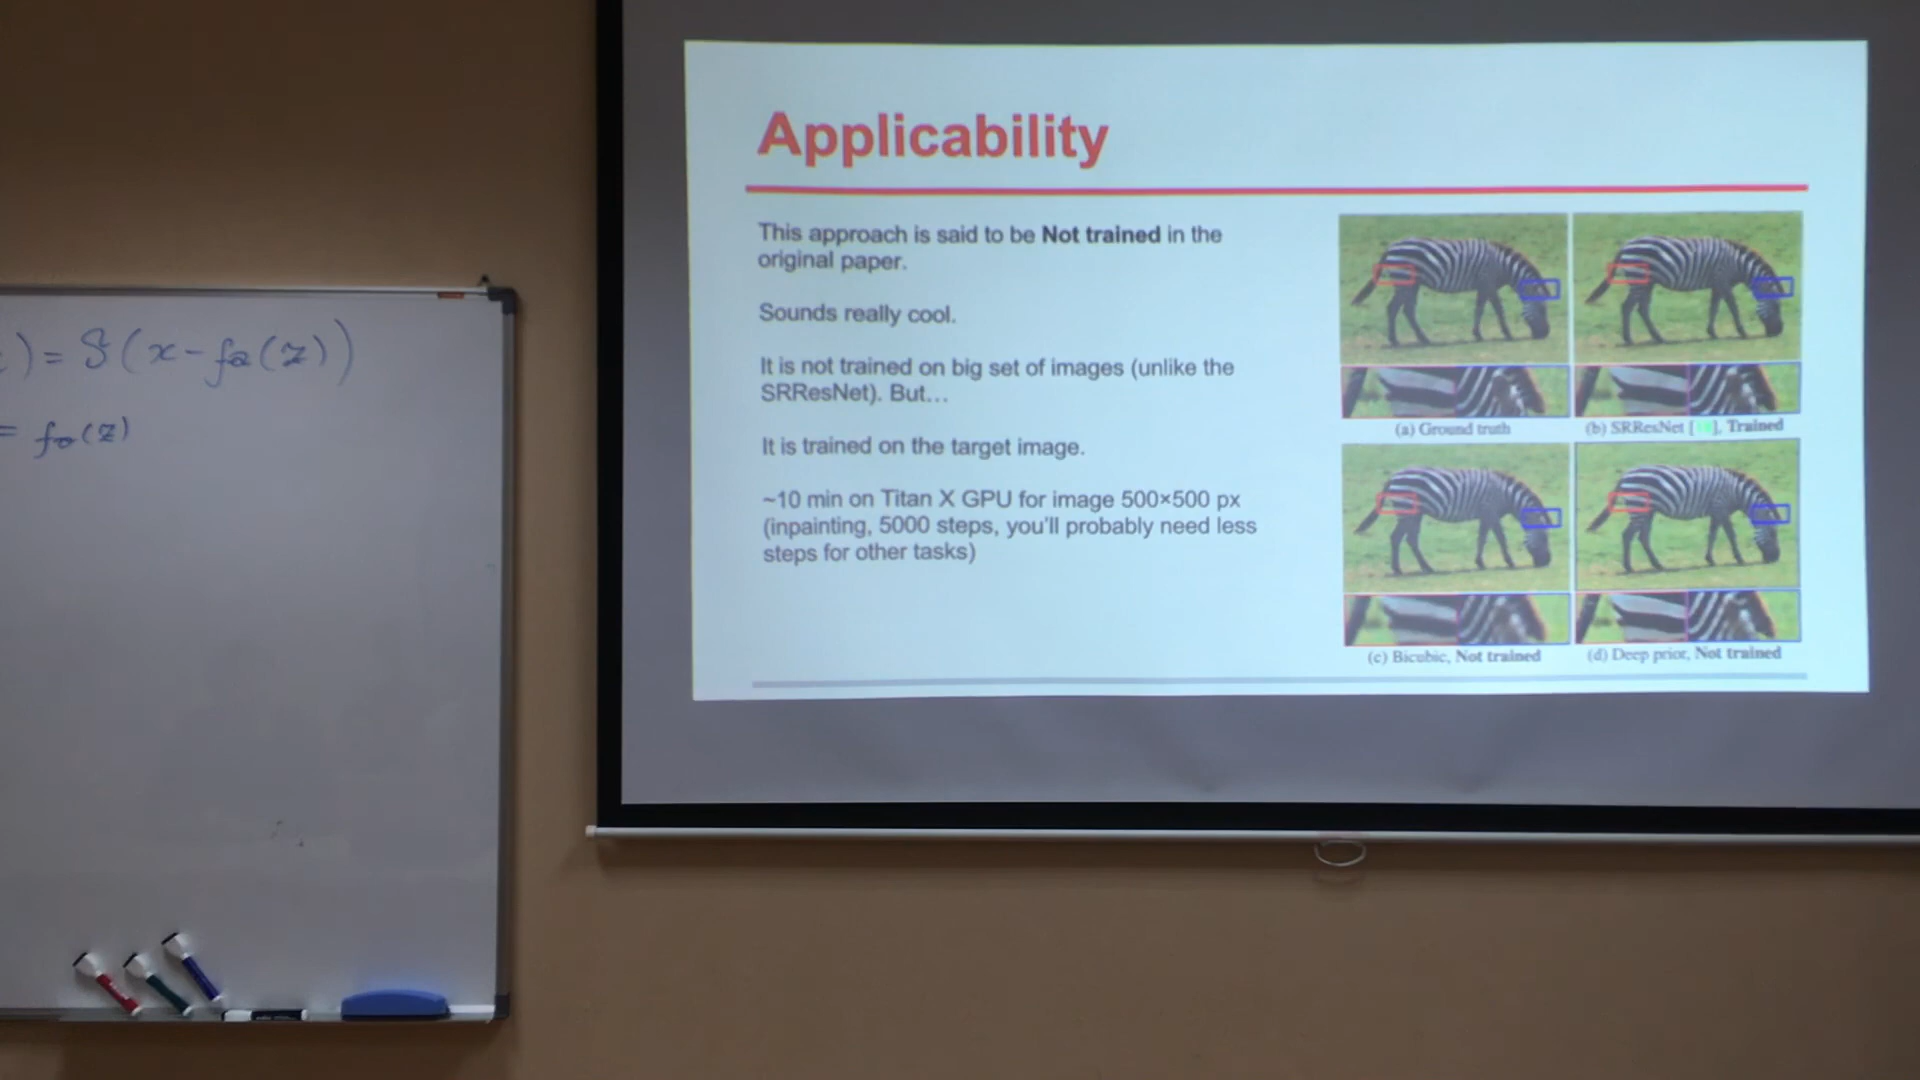 ) = S(x - fθ(z))
= fθ(z)
Applicability
This approach is said to be Not trained in the
original paper.
Sounds really cool.
It is not trained on big set of images (unlike the
SRResNet). But...
It is trained on the target image.
~10 min on Titan X GPU for image 500×500 px
(inpainting, 5000 steps, you'll probably need less
steps for other tasks)
(a) Ground truth
(b) SRResNet [ ], Trained
(c) Bicubic, Not trained
(d) Deep prior, Not trained